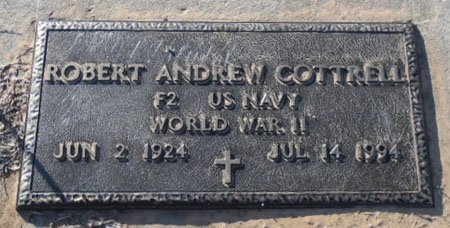 ROBERT ANDREW COTTRELL
F2 US NAVY
WORLD WAR II
JUN 2 1924 JUL 14 1994